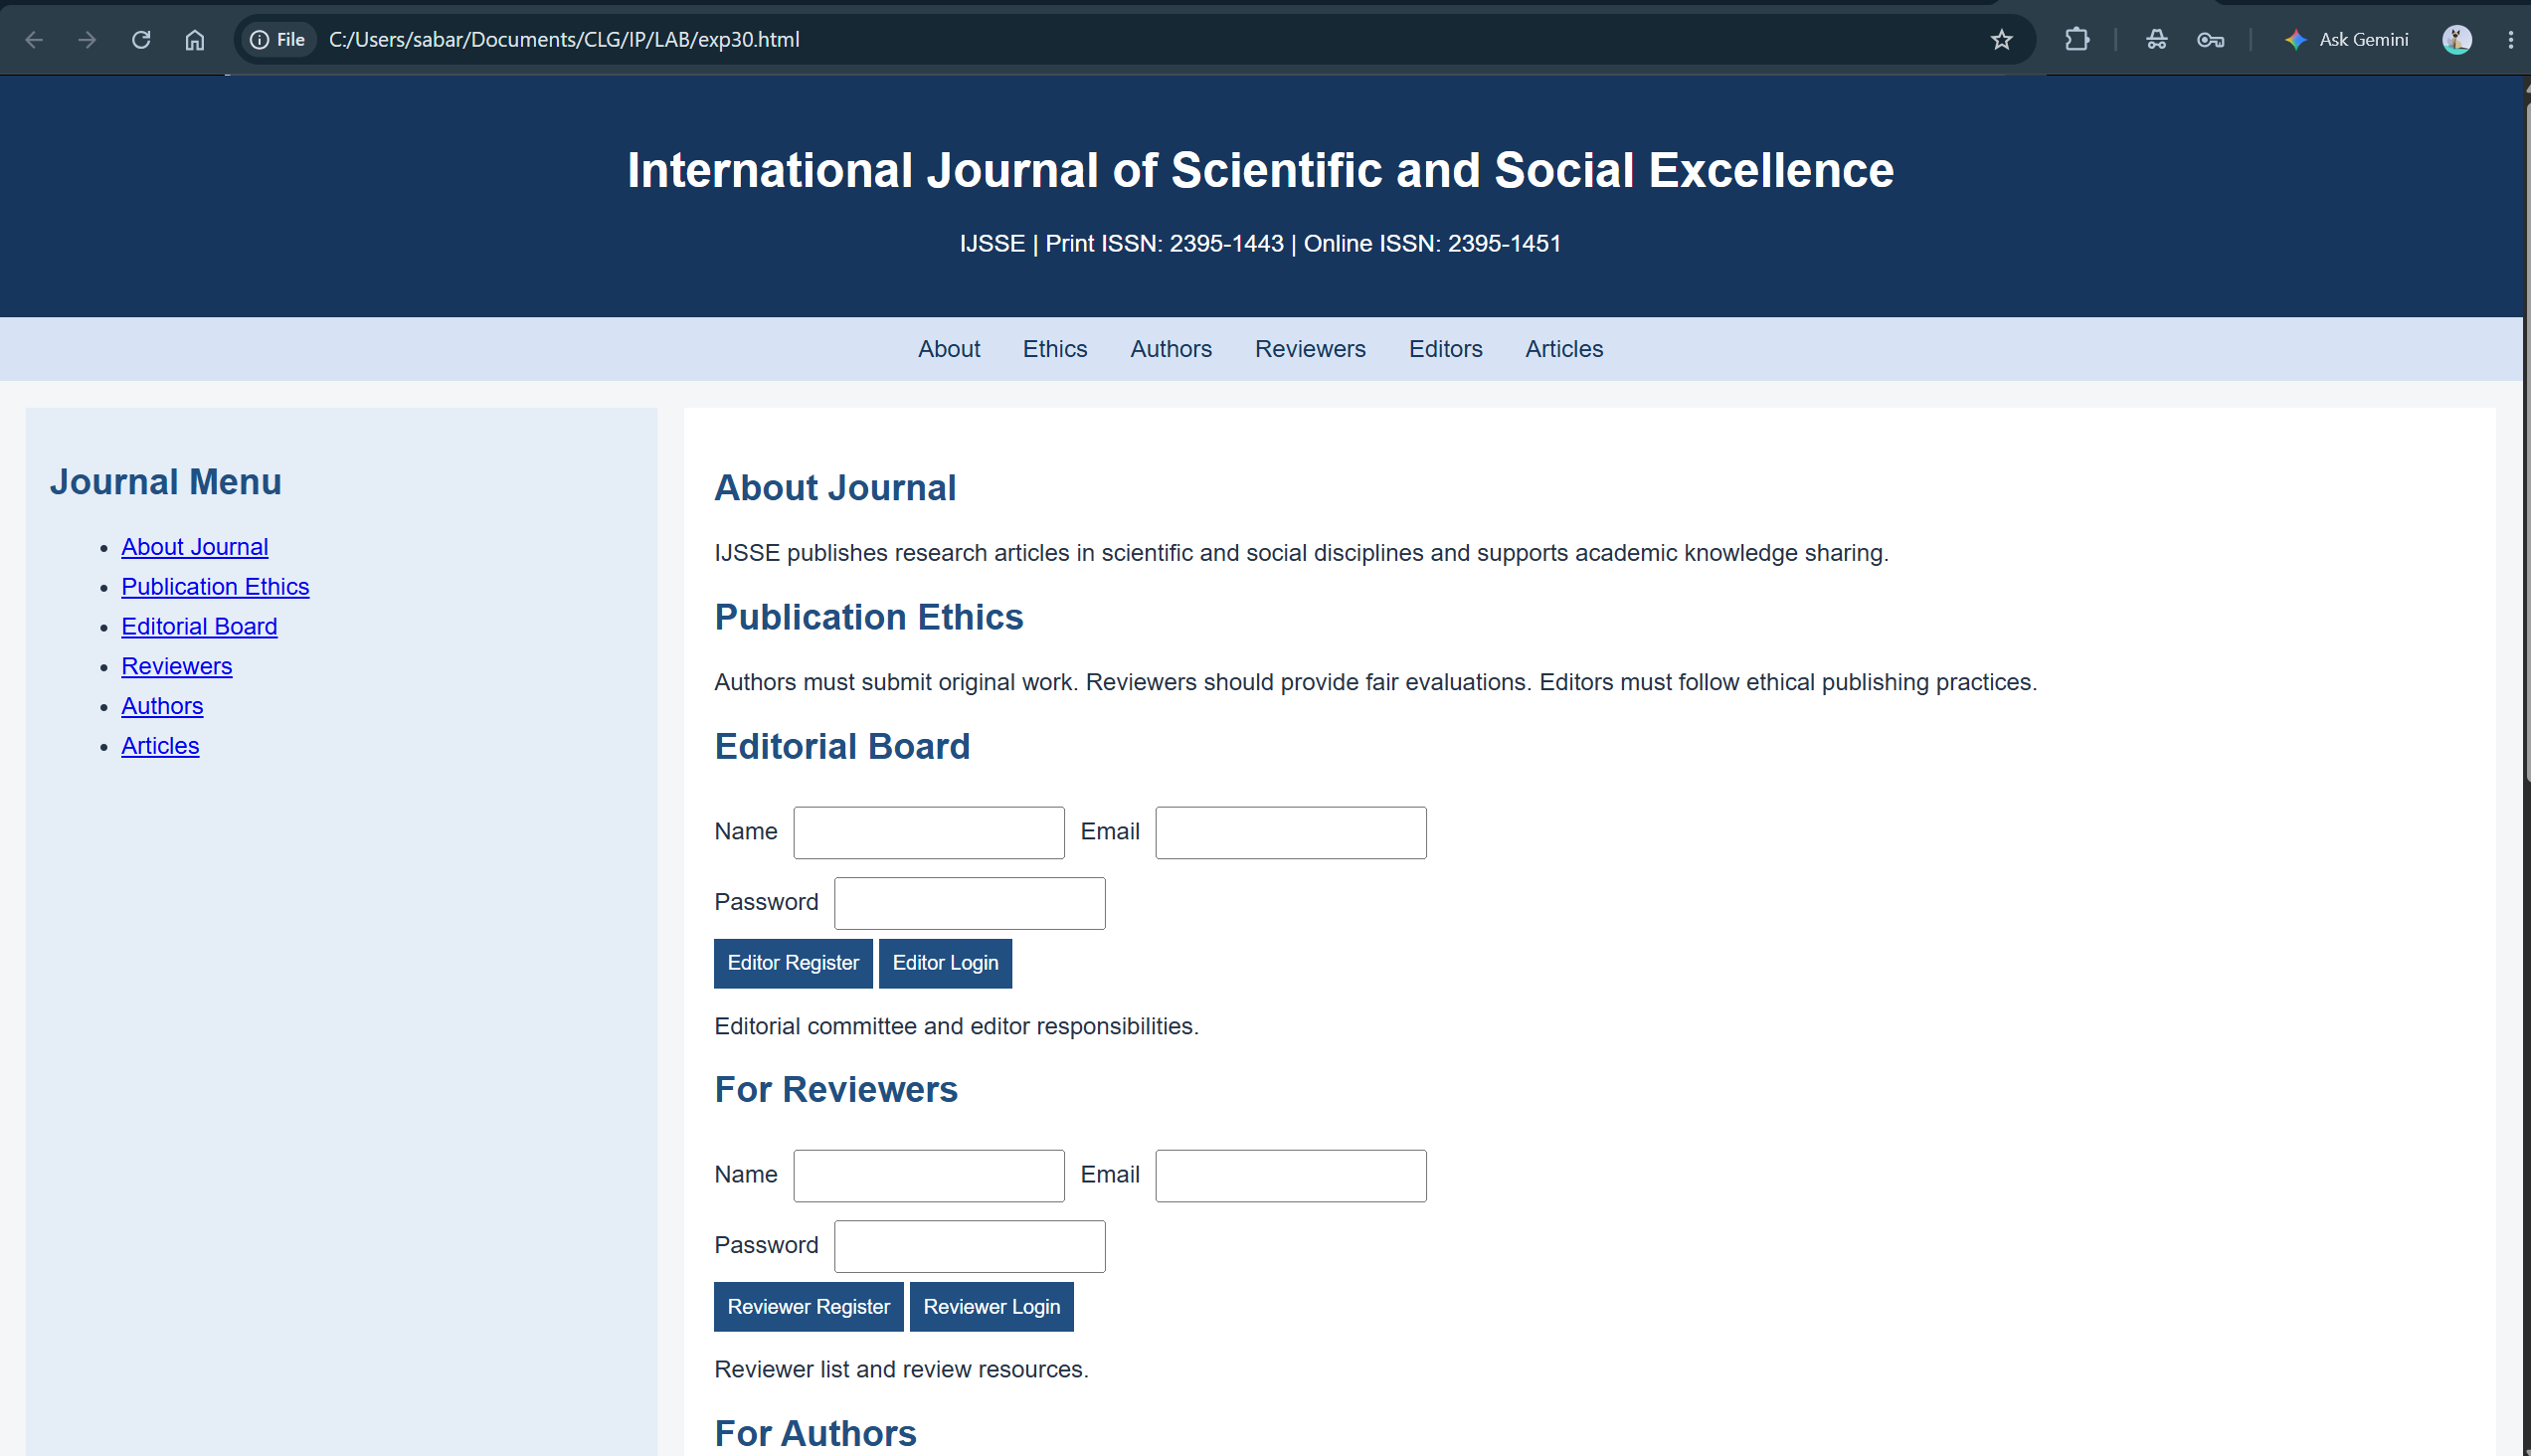 File C:/Users/sabar/Documents/CLG/IP/LAB/exp30.html Ask Gemini
International Journal of Scientific and Social Excellence
IJSSE | Print ISSN: 2395-1443 | Online ISSN: 2395-1451
About Ethics Authors Reviewers Editors Articles
Journal Menu
About Journal
Publication Ethics
Editorial Board
Reviewers
Authors
Articles
About Journal
IJSSE publishes research articles in scientific and social disciplines and supports academic knowledge sharing.
Publication Ethics
Authors must submit original work. Reviewers should provide fair evaluations. Editors must follow ethical publishing practices.
Editorial Board
Name Email
Password
Editor Register Editor Login
Editorial committee and editor responsibilities.
For Reviewers
Name Email
Password
Reviewer Register Reviewer Login
Reviewer list and review resources.
For Authors